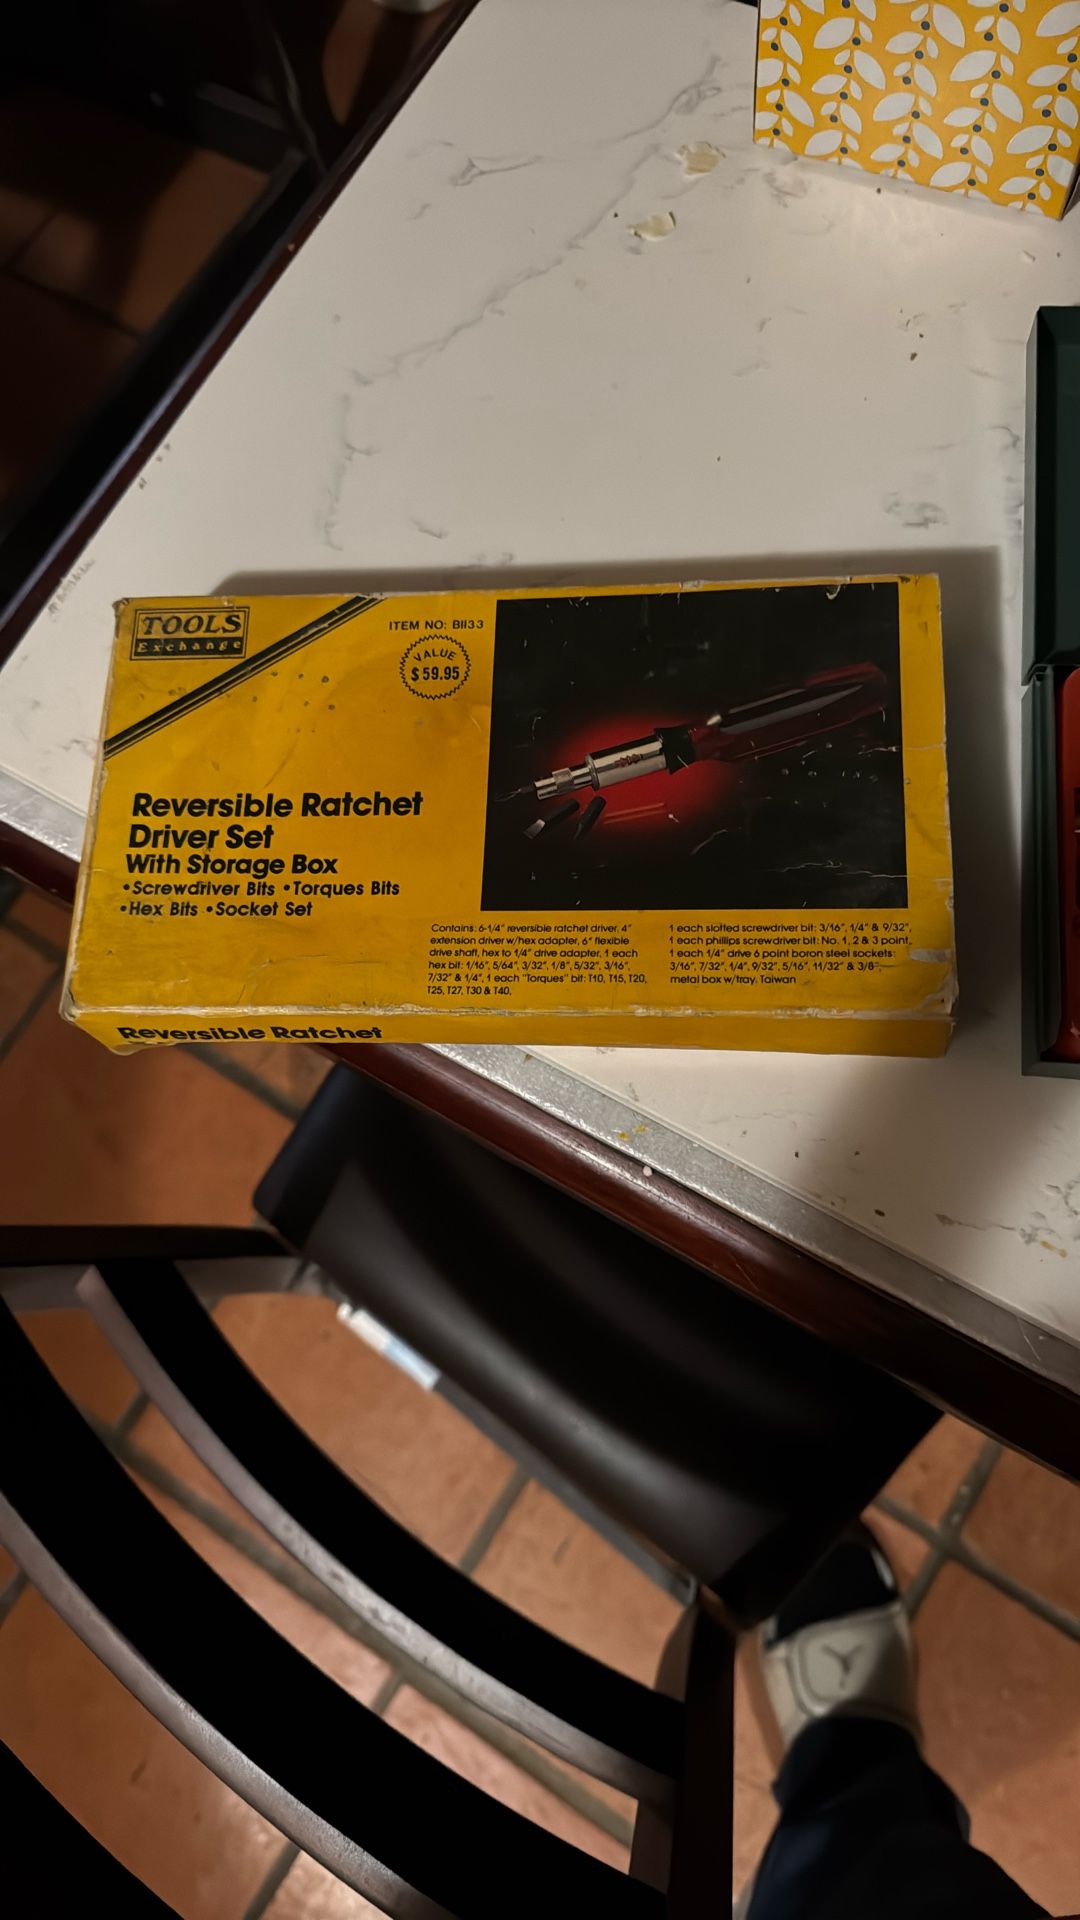 TOOLS
Exchange
ITEM NO: B1133
VALUE
$59.95
Reversible Ratchet
Driver Set
With Storage Box
•Screwdriver Bits •Torques Bits
•Hex Bits •Socket Set
Contains: 6-1/4" reversible ratchet driver, 4"
extension driver w/hex adapter, 6" flexible
drive shaft, hex to 1/4" drive adapter, 1 each
hex bit: 1/16", 5/64", 3/32", 1/8", 5/32", 3/16",
7/32" & 1/4", 1 each "Torques" bit: T10, T15, T20,
T25, T27, T30 & T40,
1 each slotted screwdriver bit: 3/16", 1/4" & 9/32",
1 each phillips screwdriver bit: No. 1, 2 & 3 point,
1 each 1/4" drive 6 point boron steel sockets:
3/16", 7/32", 1/4", 9/32", 5/16", 11/32" & 3/8",
metal box w/tray. Taiwan
Reversible Ratchet